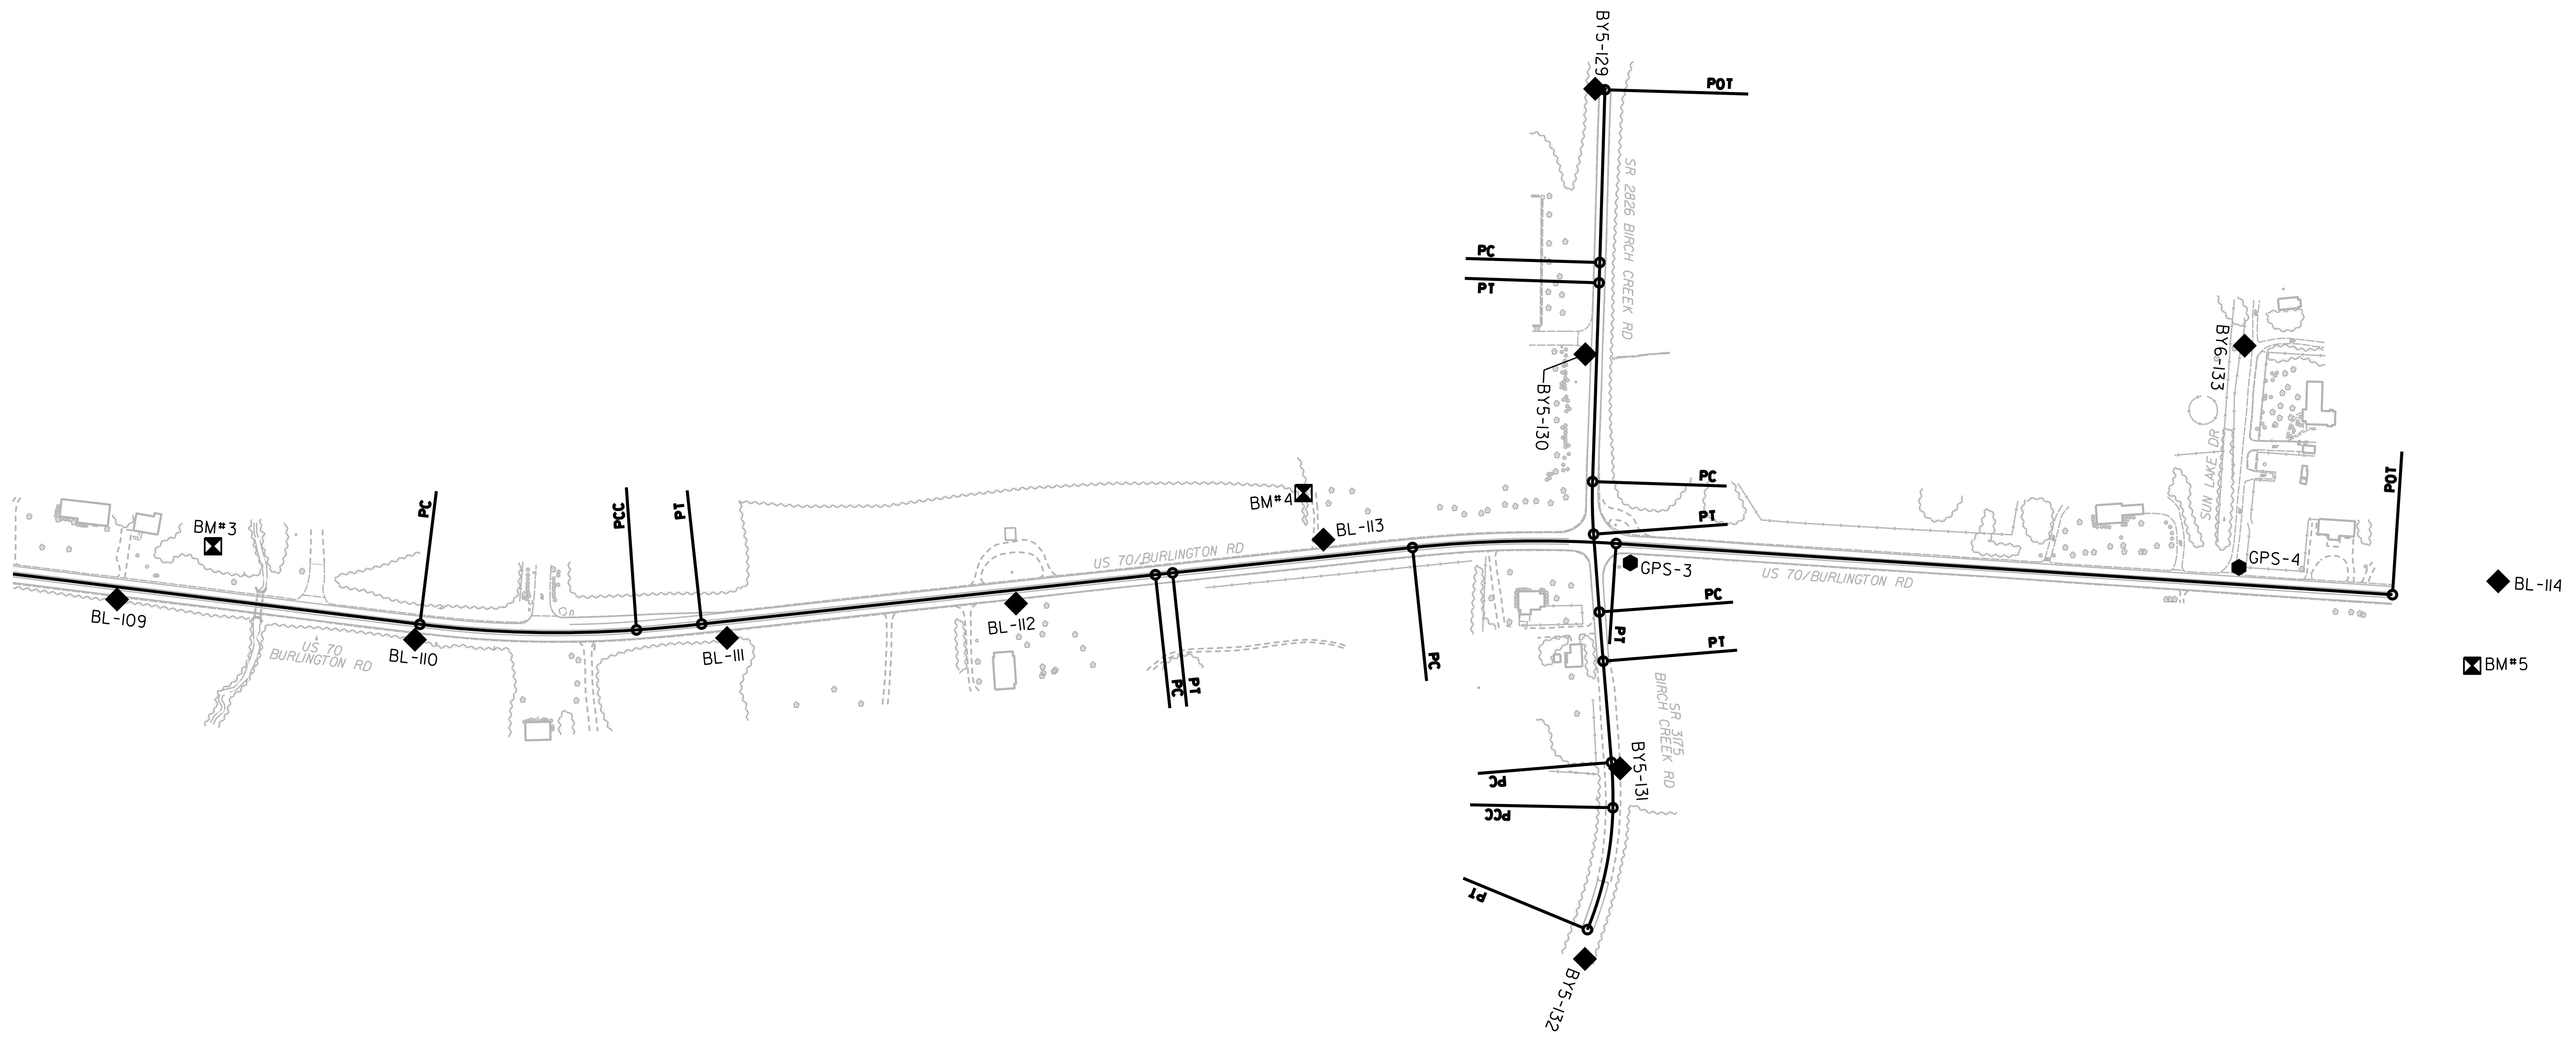 BY5-129
POT
SR 2826 BIRCH CREEK RD
PC
PT
BY5-130
BY6-133
SUN LAKE DR
POT
PC
PT
BM#3
PC
PCC
PT
BM#4
BL-113
US 70/BURLINGTON RD
GPS-3
US 70/BURLINGTON RD
GPS-4
BL-114
BL-109
US 70
BURLINGTON RD
BL-110
BL-111
BL-112
PC
PT
PC
PC
PT
PT
BM#5
SR 3175
BIRCH CREEK RD
BY5-131
PC
PCC
PT
BY5-132